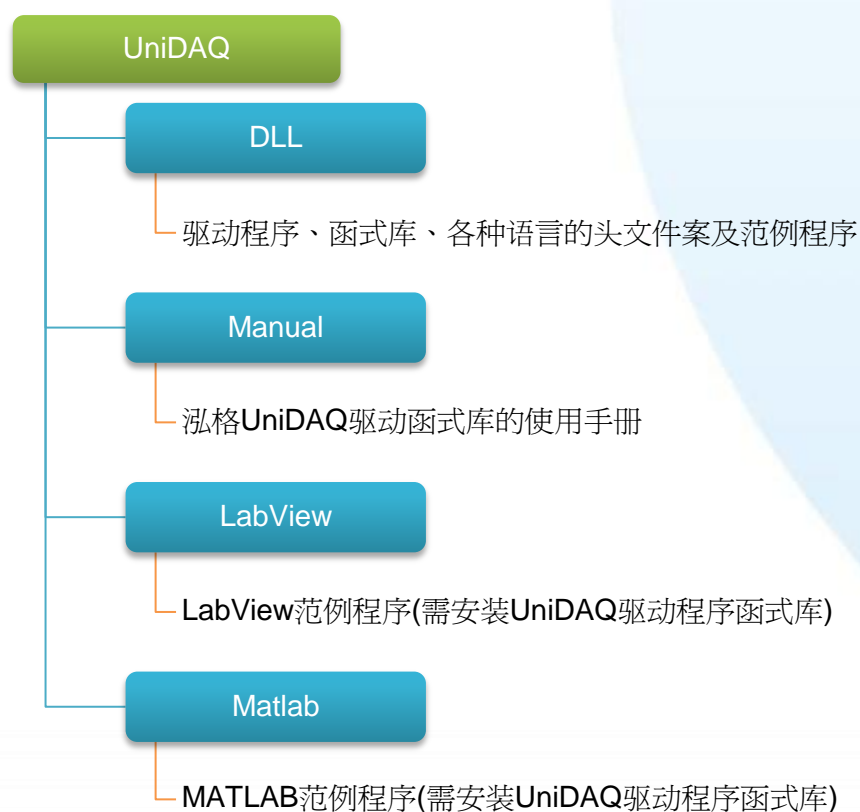 UniDAQ
DLL
驱动程序、函式库、各种语言的头文件案及范例程序
Manual
泓格UniDAQ驱动函式库的使用手册
LabView
LabView范例程序(需安装UniDAQ驱动程序函式库)
Matlab
MATLAB范例程序(需安装UniDAQ驱动程序函式库)